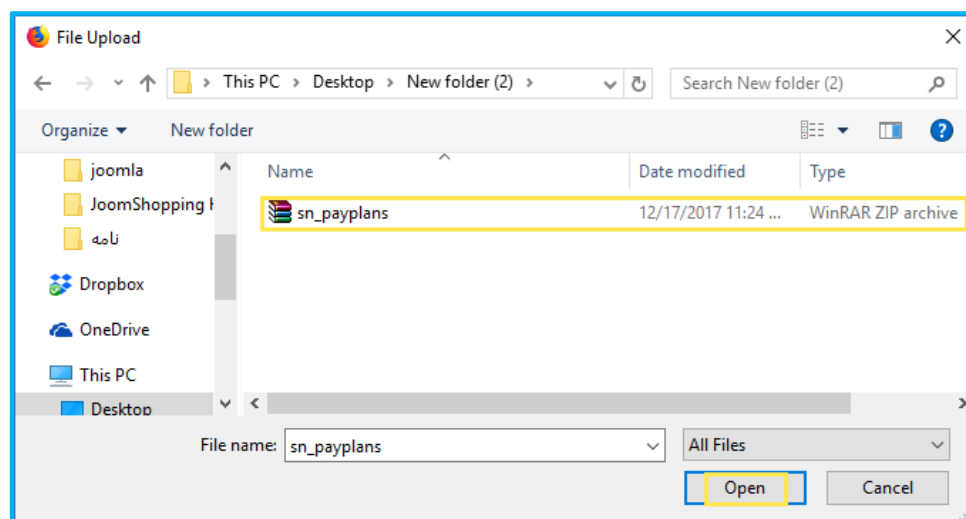 File Upload
This PC > Desktop > New folder (2) >
Search New folder (2)
Organize
New folder
joomla
JoomShopping
نامه
Dropbox
OneDrive
This PC
Desktop
Name
Date modified
Type
sn_payplans
12/17/2017 11:24 ...
WinRAR ZIP archive
File name:
sn_payplans
All Files
Open
Cancel